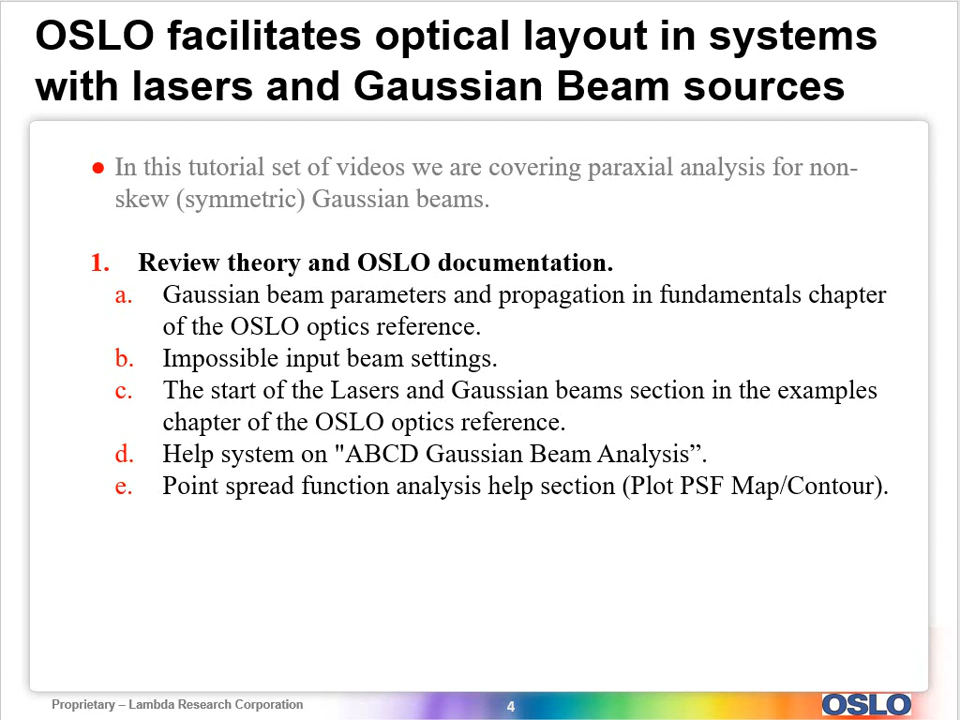 OSLO facilitates optical layout in systems
with lasers and Gaussian Beam sources
● In this tutorial set of videos we are covering paraxial analysis for non-
skew (symmetric) Gaussian beams.
1. Review theory and OSLO documentation.
a. Gaussian beam parameters and propagation in fundamentals chapter
of the OSLO optics reference.
b. Impossible input beam settings.
c. The start of the Lasers and Gaussian beams section in the examples
chapter of the OSLO optics reference.
d. Help system on "ABCD Gaussian Beam Analysis”.
e. Point spread function analysis help section (Plot PSF Map/Contour).
Proprietary – Lambda Research Corporation
4
OSLO